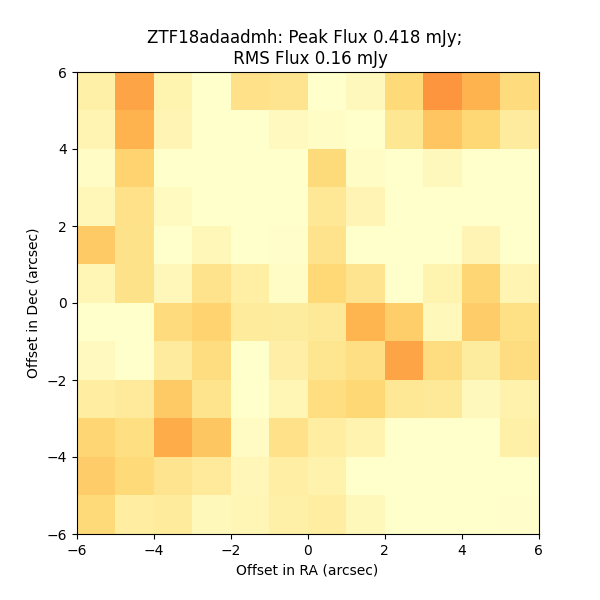 ZTF18adaadmh: Peak Flux 0.418 mJy;
RMS Flux 0.16 mJy
6
4
2
0
−2
−4
−6
Offset in Dec (arcsec)
−6 −4 −2 0 2 4 6
Offset in RA (arcsec)